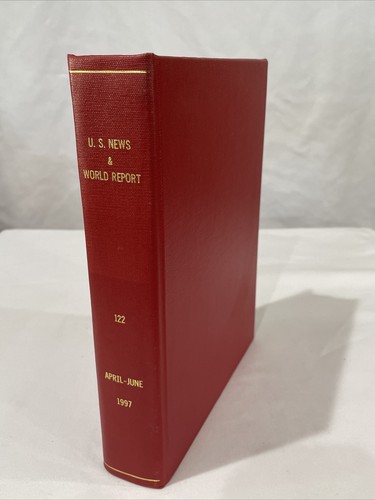 U. S. NEWS
&
WORLD REPORT
122
APRIL-JUNE
1997